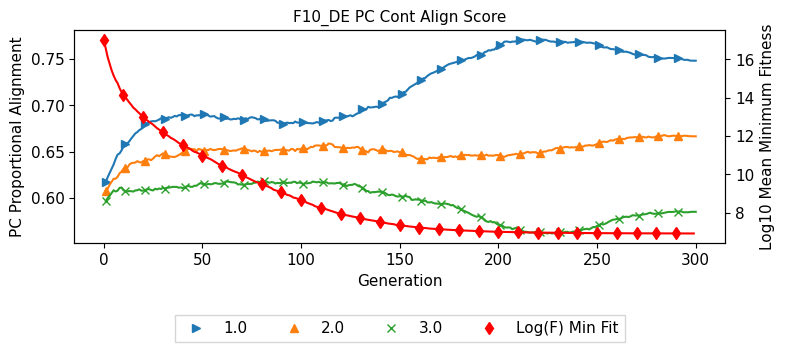 F10_DE PC Cont Align Score
PC Proportional Alignment
0.75
0.70
0.65
0.60
16
14
12
10
8
Log10 Mean Minimum Fitness
0 50 100 150 200 250 300
Generation
1.0 2.0 3.0 Log(F) Min Fit